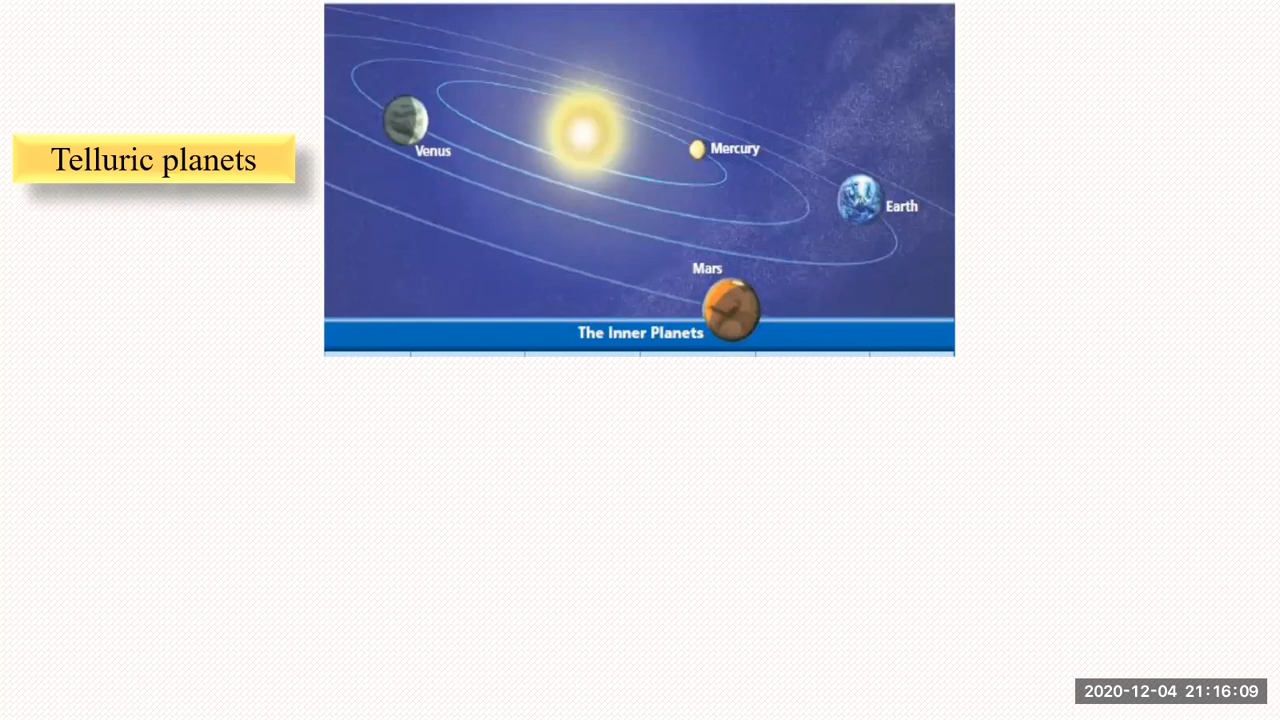 Telluric planets
Venus
Mercury
Earth
Mars
The Inner Planets
2020-12-04 21:16:09